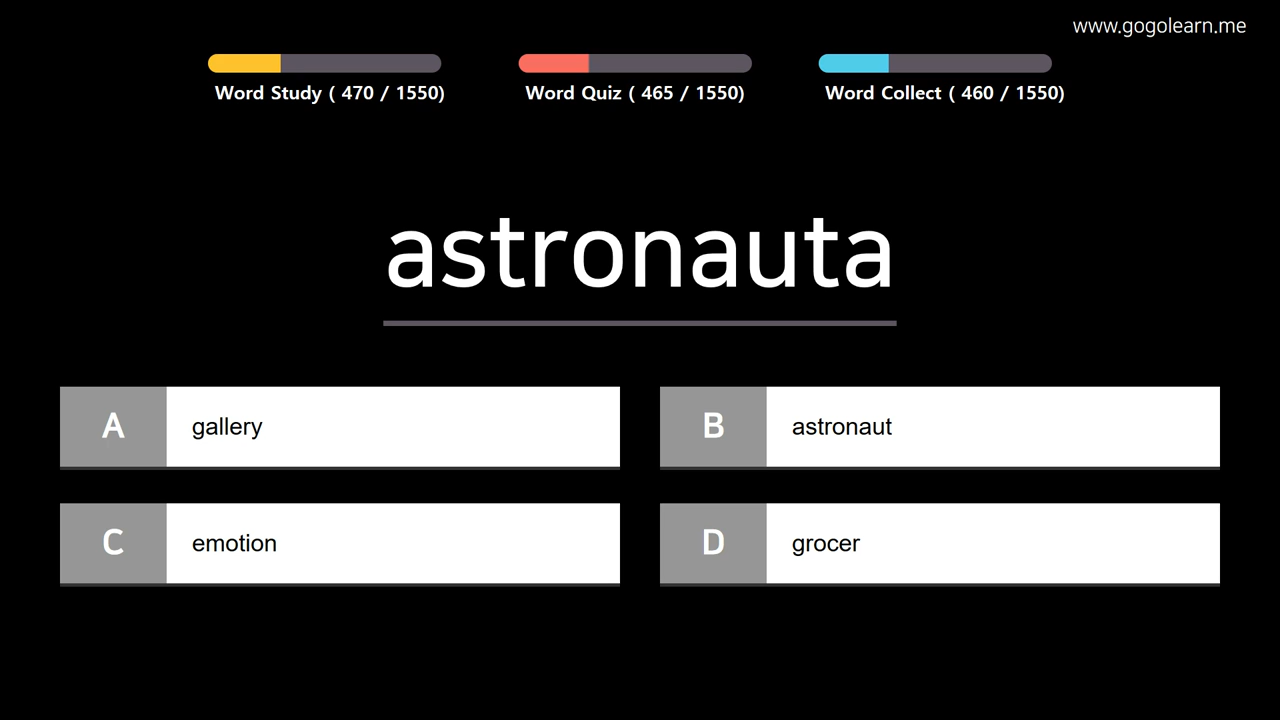 www.gogolearn.me
Word Study ( 470 / 1550)
Word Quiz ( 465 / 1550)
Word Collect ( 460 / 1550)
astronauta
A gallery
B astronaut
C emotion
D grocer